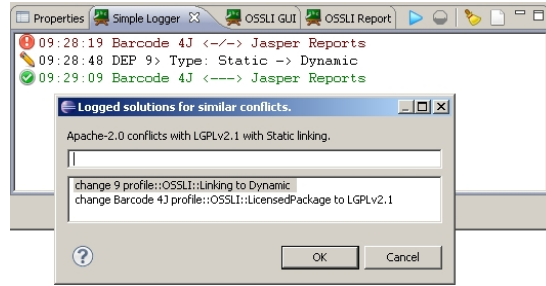 Properties Simple Logger OSSLI GUI OSSLI Report
09:28:19 Barcode 4J <-/-> Jasper Reports
09:28:48 DEP 9> Type: Static -> Dynamic
09:29:09 Barcode 4J <---> Jasper Reports
Logged solutions for similar conflicts.
Apache-2.0 conflicts with LGPLv2.1 with Static linking.
change 9 profile::OSSLI::Linking to Dynamic
change Barcode 4J profile::OSSLI::LicensedPackage to LGPLv2.1
OK Cancel